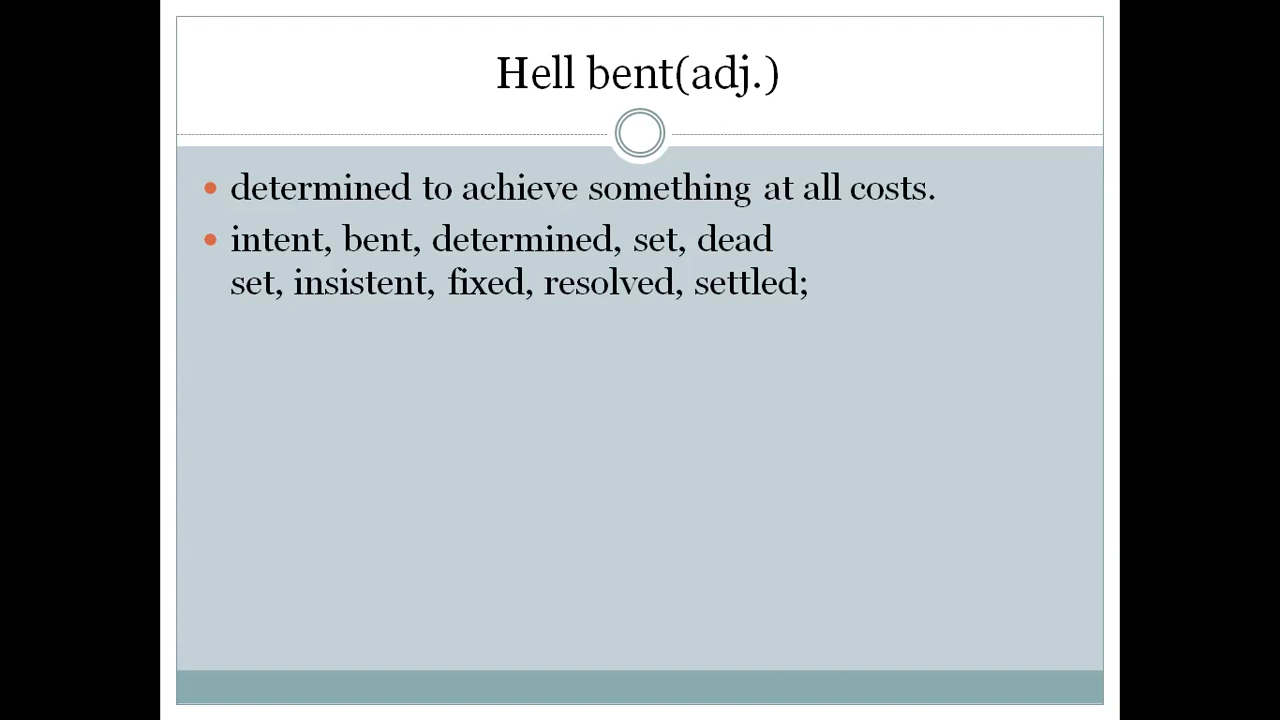 Hell bent(adj.)
determined to achieve something at all costs.
intent, bent, determined, set, dead
set, insistent, fixed, resolved, settled;